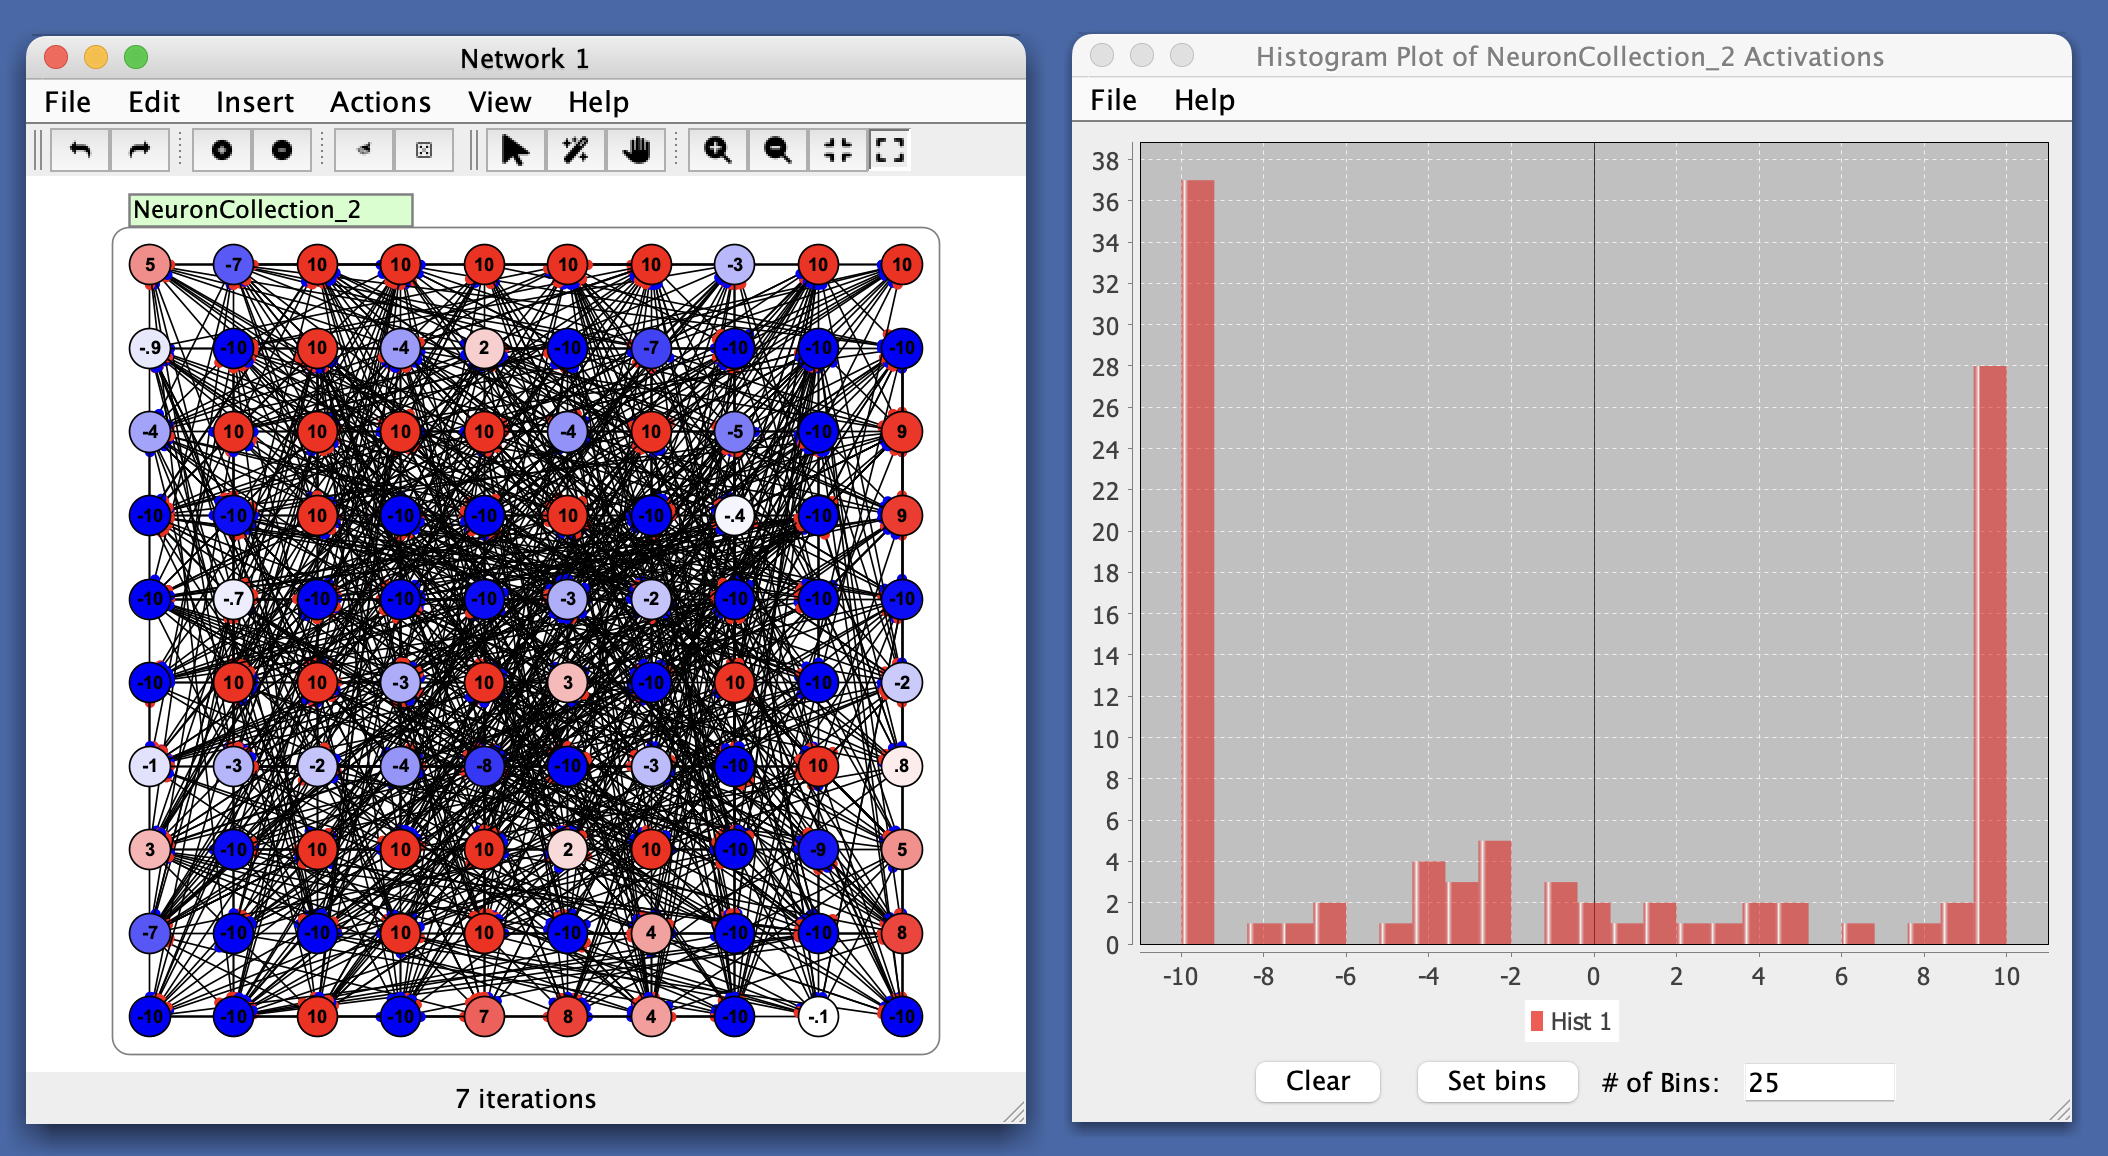 Network 1
File Edit Insert Actions View Help
NeuronCollection_2
5 -7 10 10 10 10 10 -3 10 10
-.9 -10 10 -4 2 -10 -7 -10 -10 -10
-4 10 10 10 10 -4 10 -5 -10 9
-10 -10 10 -10 -10 10 -10 -.4 -10 9
-10 -.7 -10 -10 -10 -3 -2 -10 -10 -10
-10 10 10 -3 10 3 -10 10 -10 -2
-1 -3 -2 -4 -8 -10 -3 -10 10 .8
3 -10 10 10 10 2 10 -10 -9 5
-7 -10 -10 10 10 -10 4 -10 -10 8
-10 -10 10 -10 7 8 4 -10 -.1 -10
7 iterations
Histogram Plot of NeuronCollection_2 Activations
File Help
38
36
34
32
30
28
26
24
22
20
18
16
14
12
10
8
6
4
2
0
-10 -8 -6 -4 -2 0 2 4 6 8 10
Hist 1
Clear Set bins # of Bins: 25